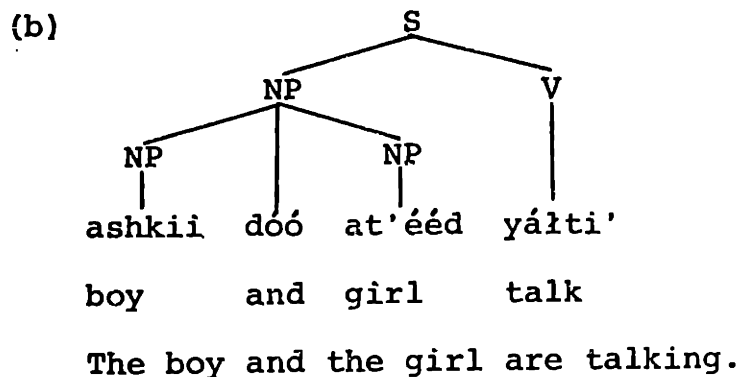 (b)
S
NP V
NP NP
ashkii dóó at'ééd yáłti'
boy and girl talk
The boy and the girl are talking.